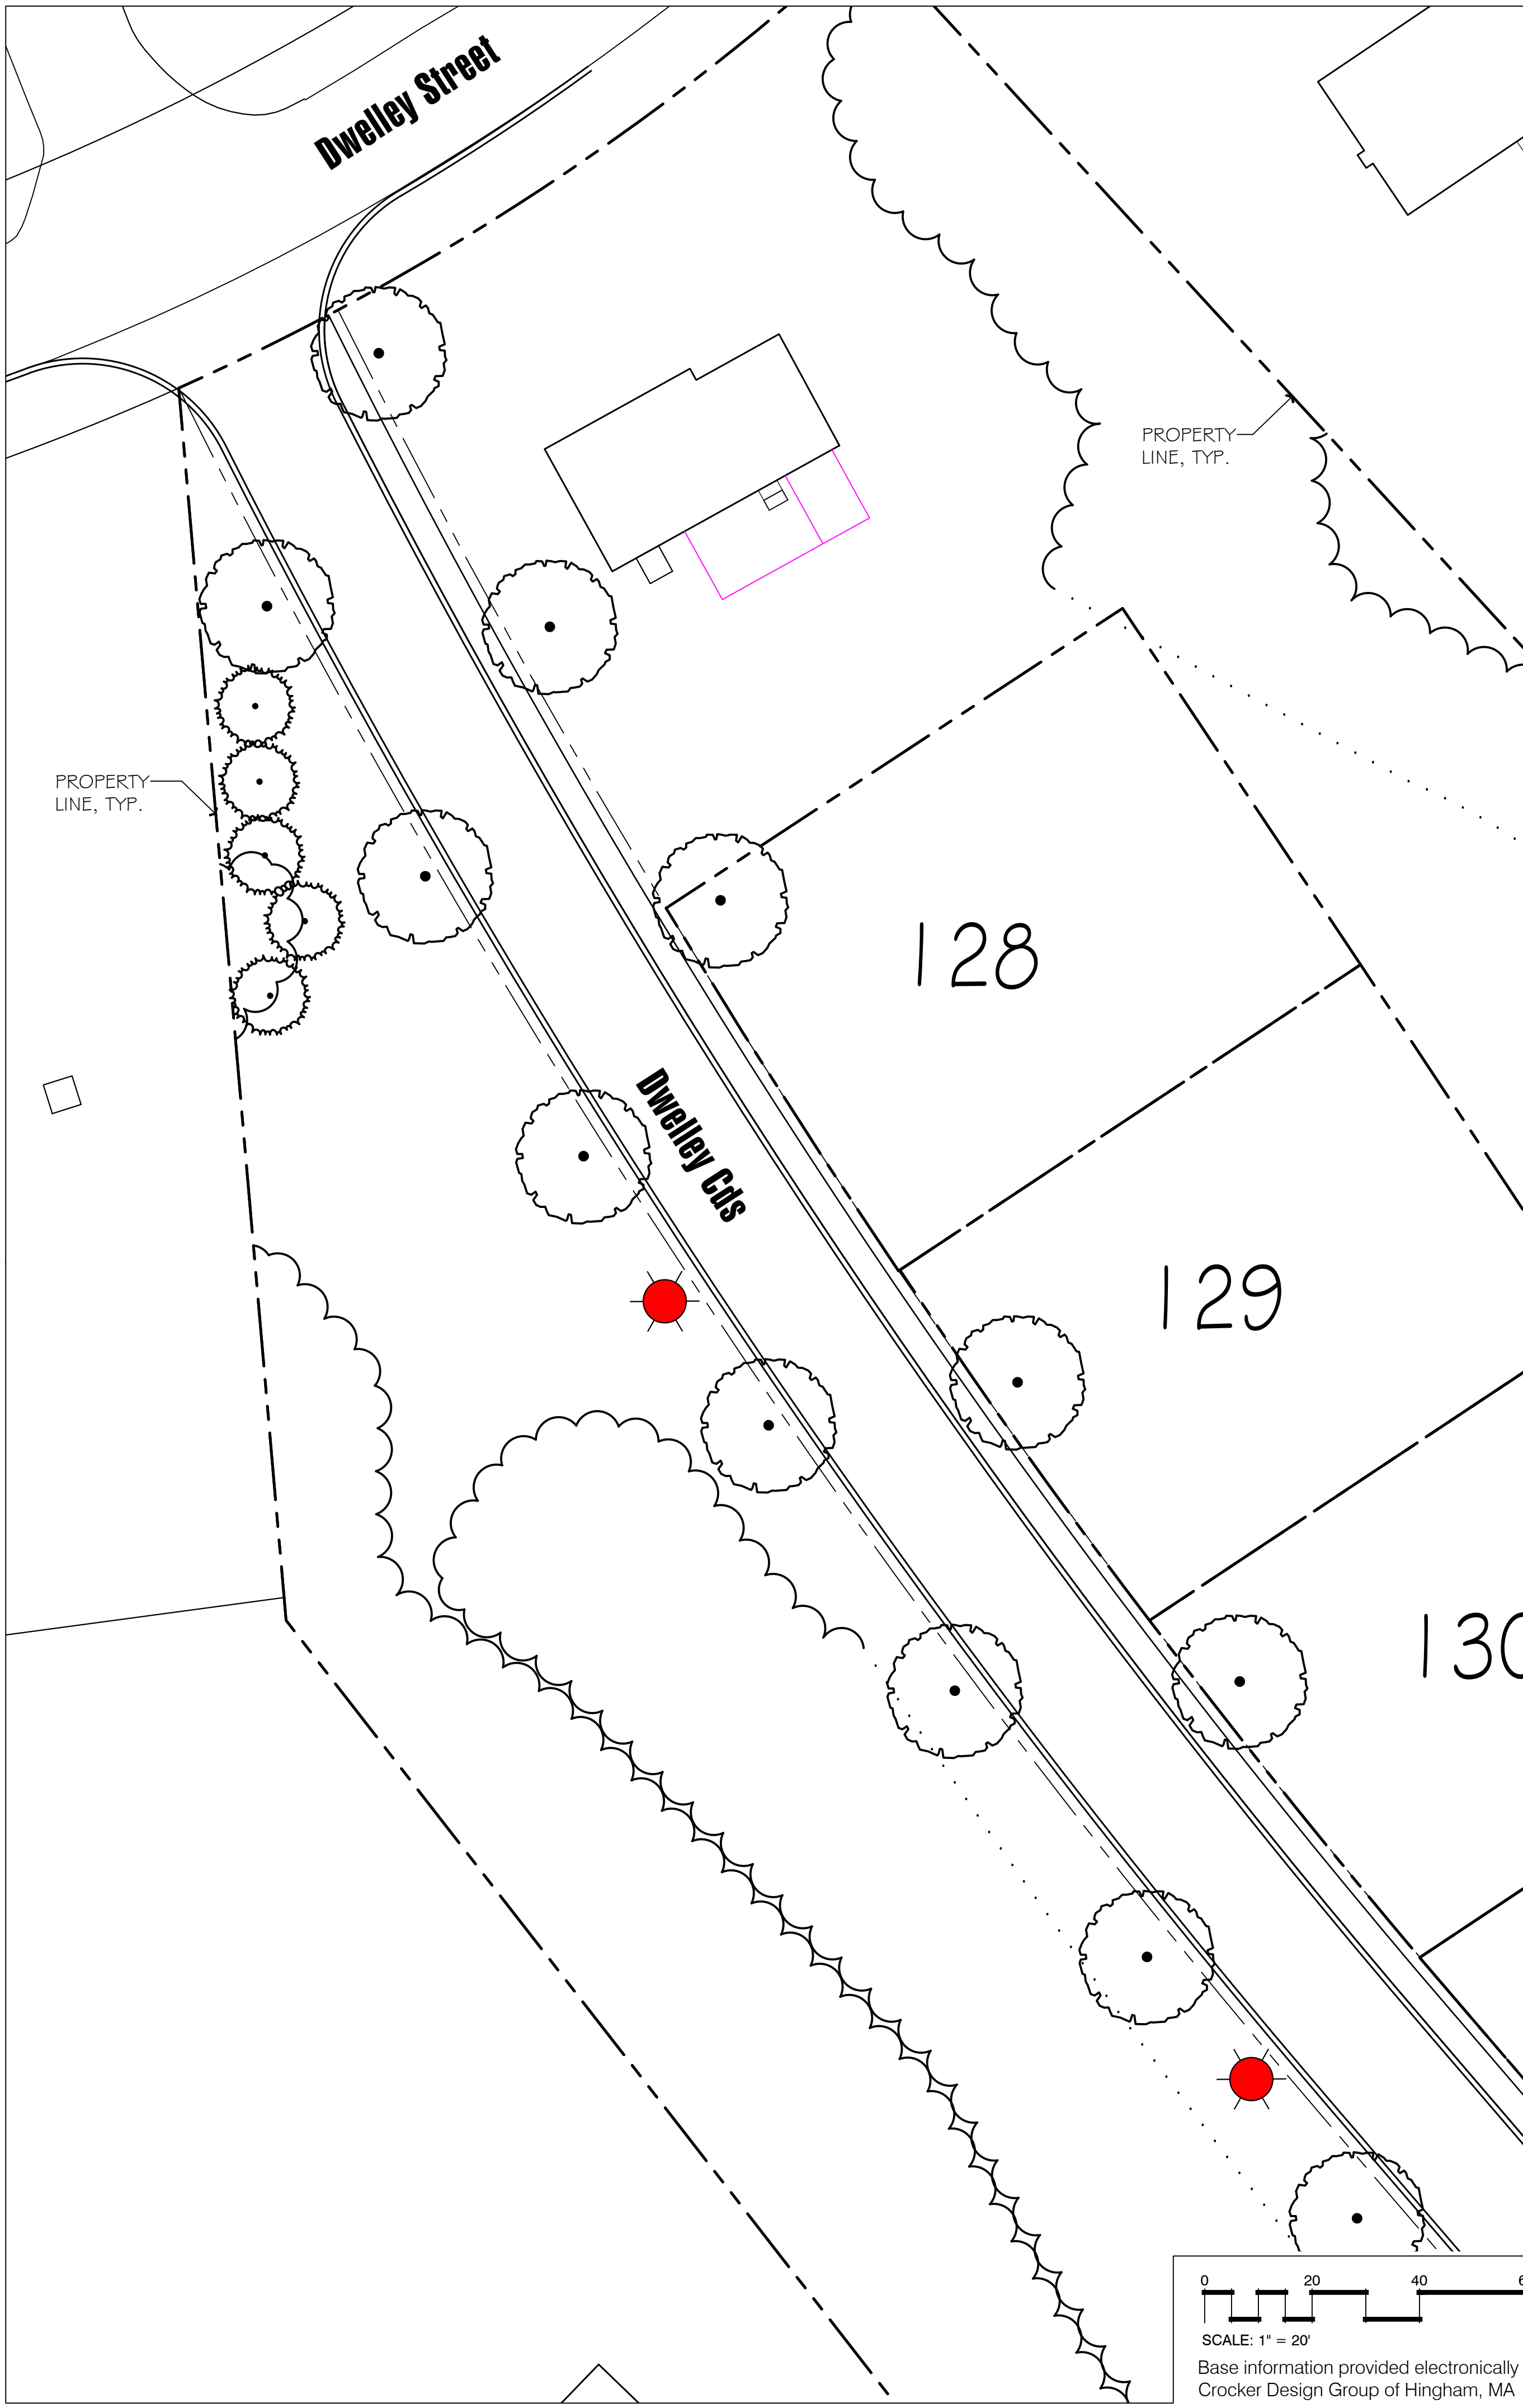 Dwelley Street
PROPERTY
LINE, TYP.
PROPERTY
LINE, TYP.
128
Dwelley Cds
129
130
0 20 40
SCALE: 1" = 20'
Base information provided electronically
Crocker Design Group of Hingham, MA